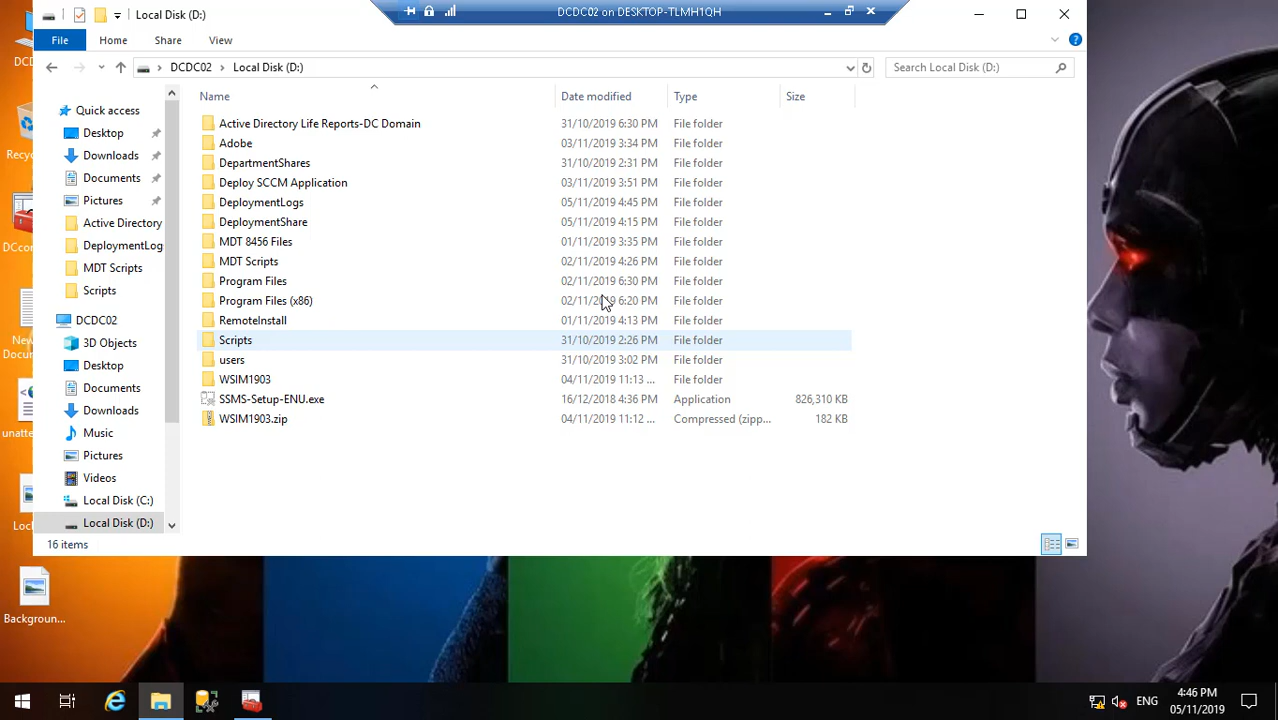 Local Disk (D:)
DCDC02 on DESKTOP-TLMH1QH
File Home Share View
DCDC02 Local Disk (D:)
Search Local Disk (D:)
Name Date modified Type Size
Quick access
Desktop
Downloads
Documents
Pictures
Active Directory
DeploymentLog
MDT Scripts
Scripts
DCDC02
3D Objects
Desktop
Documents
Downloads
Music
Pictures
Videos
Local Disk (C:)
Local Disk (D:)
Active Directory Life Reports-DC Domain 31/10/2019 6:30 PM File folder
Adobe 03/11/2019 3:34 PM File folder
DepartmentShares 31/10/2019 2:31 PM File folder
Deploy SCCM Application 03/11/2019 3:51 PM File folder
DeploymentLogs 05/11/2019 4:45 PM File folder
DeploymentShare 05/11/2019 4:15 PM File folder
MDT 8456 Files 01/11/2019 3:35 PM File folder
MDT Scripts 02/11/2019 4:26 PM File folder
Program Files 02/11/2019 6:30 PM File folder
Program Files (x86) 02/11/2019 6:20 PM File folder
RemoteInstall 01/11/2019 4:13 PM File folder
Scripts 31/10/2019 2:26 PM File folder
users 31/10/2019 3:02 PM File folder
WSIM1903 04/11/2019 11:13 ... File folder
SSMS-Setup-ENU.exe 16/12/2018 4:36 PM Application 826,310 KB
WSIM1903.zip 04/11/2019 11:12 ... Compressed (zipp... 182 KB
16 items
DCD
Recyc
DCcon
New
Docum
unatte
Loc
Backgroun...
ENG
4:46 PM
05/11/2019